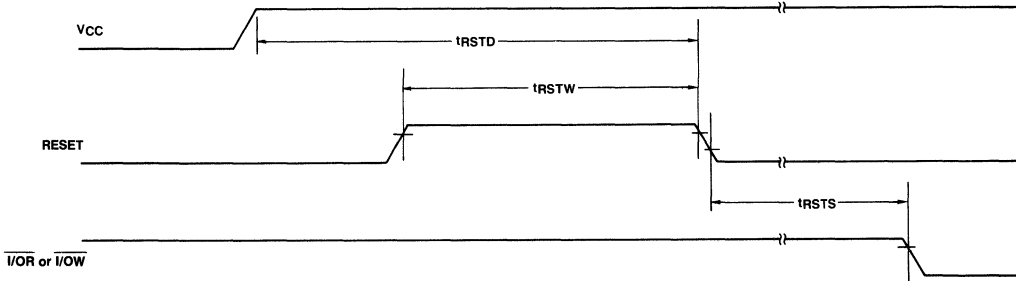 VCC
tRSTD
tRSTW
RESET
tRSTS
I/OR or I/OW